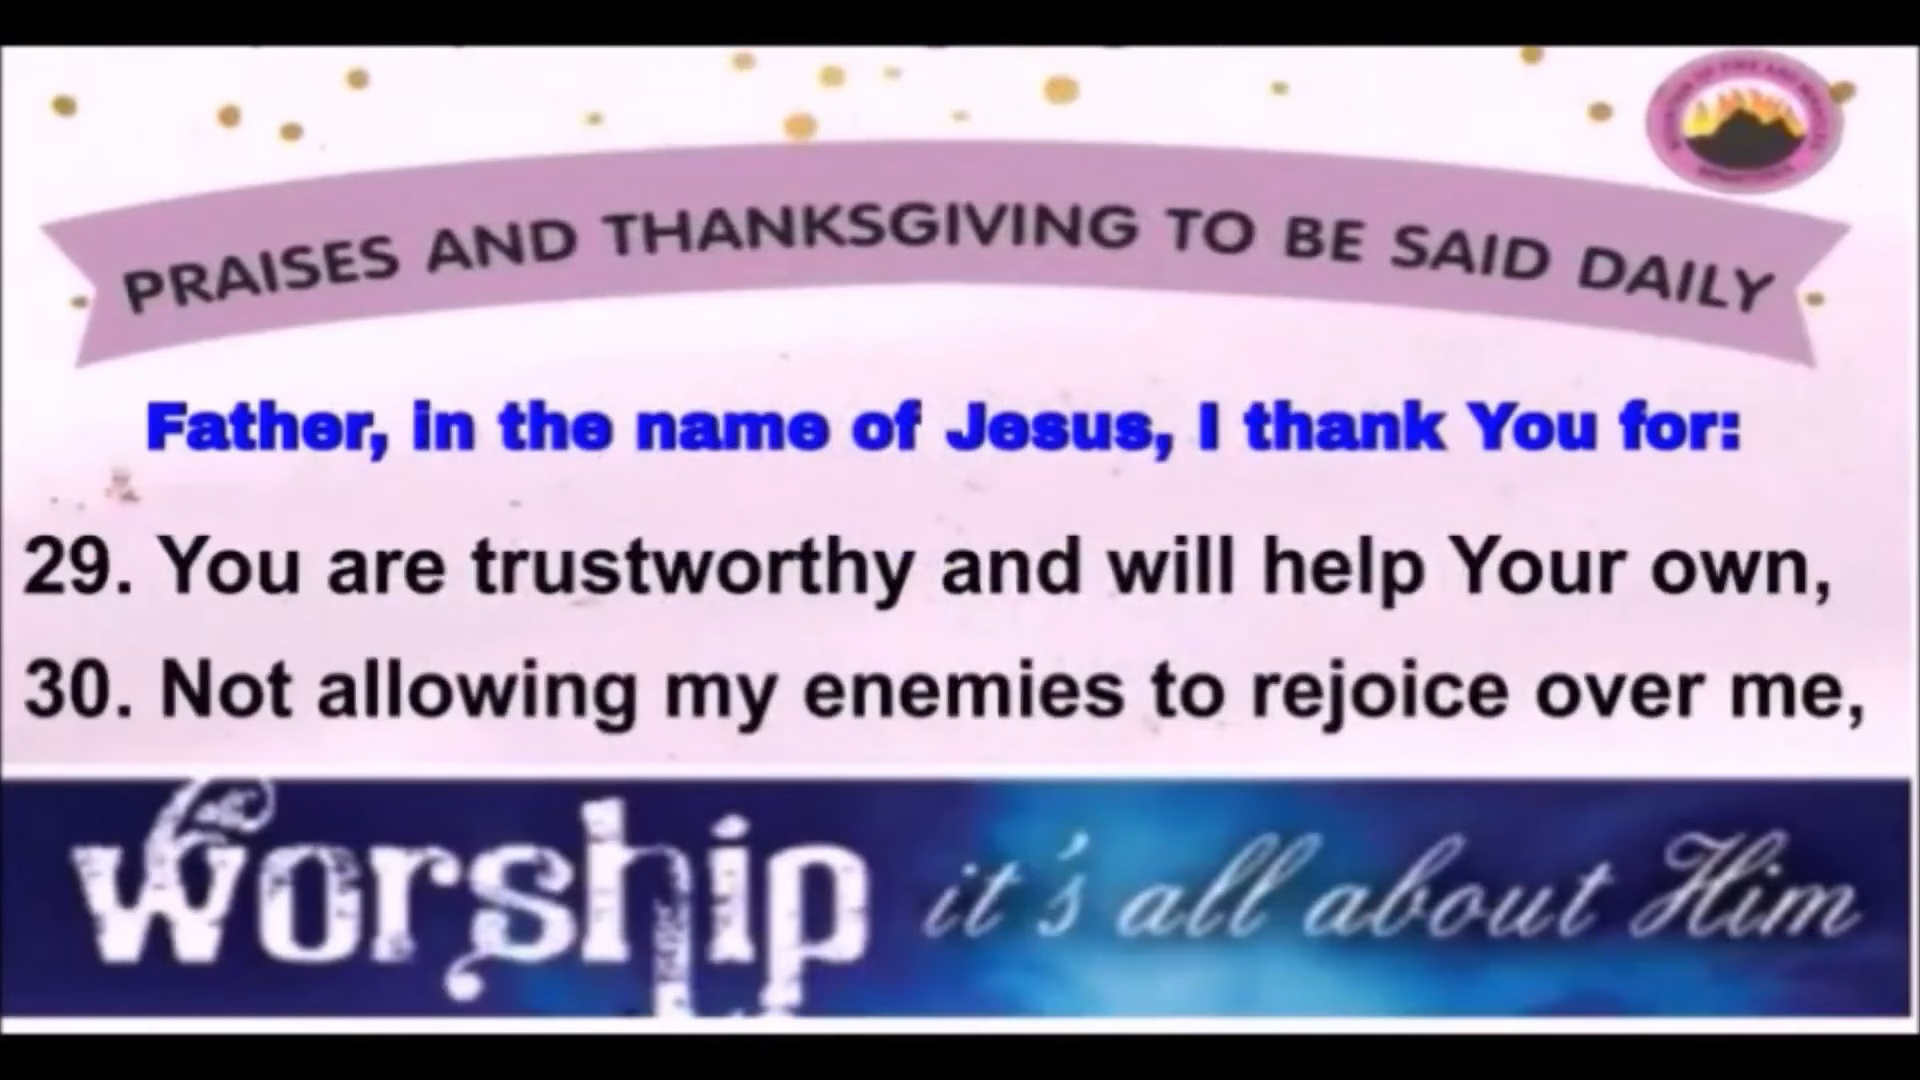 PRAISES AND THANKSGIVING TO BE SAID DAILY
Father, in the name of Jesus, I thank You for:
29. You are trustworthy and will help Your own,
30. Not allowing my enemies to rejoice over me,
worship it's all about Him